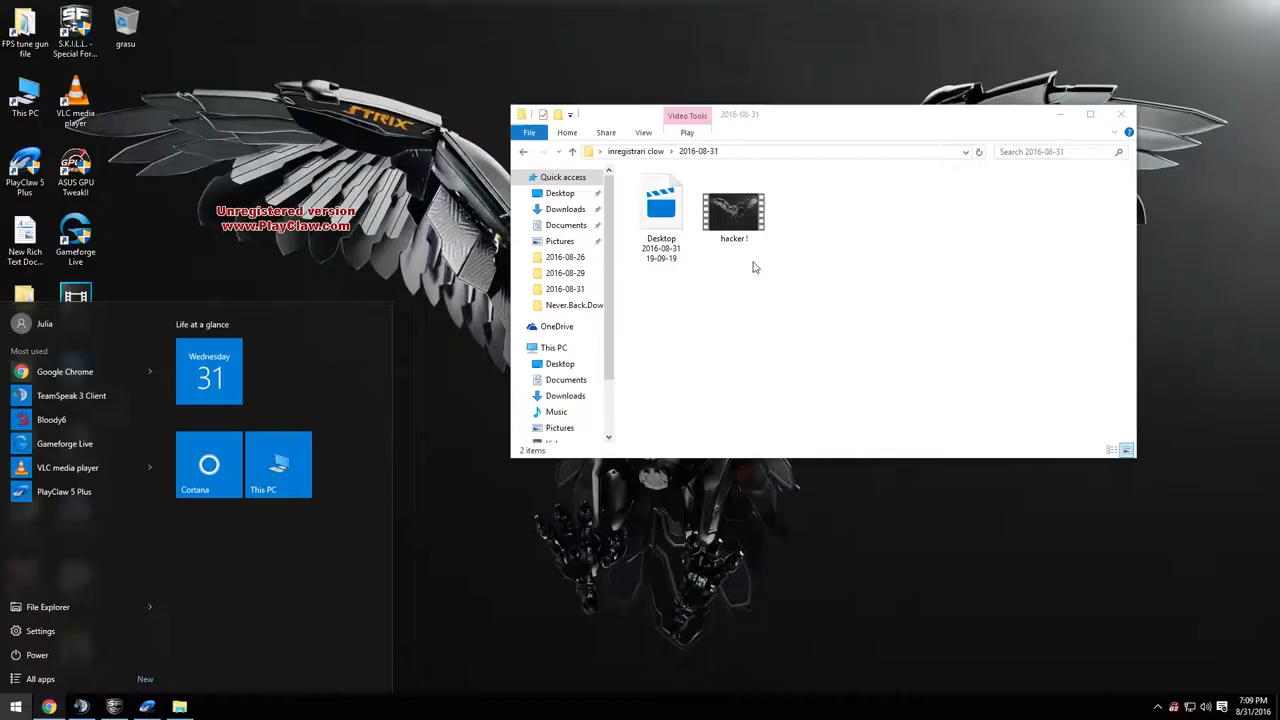 FPS tune gun
file
S.K.I.L.L. -
Special For...
grasu
This PC
VLC media
player
PlayClaw 5
Plus
ASUS GPU
TweakII
New Rich
Text Doc...
Gameforge
Live
STRIX
Unregistered version
www.PlayClaw.com
Video Tools
2016-08-31
File
Home
Share
View
Play
inregistrari clow
2016-08-31
Search 2016-08-31
Quick access
Desktop
Downloads
Documents
Pictures
2016-08-26
2016-08-29
2016-08-31
Never.Back.Dow
OneDrive
This PC
Desktop
Documents
Downloads
Music
Pictures
Desktop
2016-08-31
19-09-19
hacker !
2 items
Julia
Most used
Google Chrome
TeamSpeak 3 Client
Bloody6
Gameforge Live
VLC media player
PlayClaw 5 Plus
File Explorer
Settings
Power
All apps
New
Life at a glance
Wednesday
31
Cortana
This PC
7:09 PM
8/31/2016